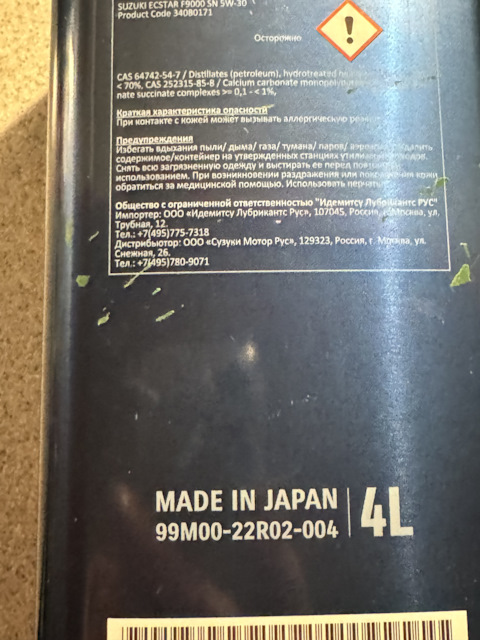 SUZUKI ECSTAR F9000 SN 5W-30
Product Code 34080171
Осторожно
CAS 64742-54-7 / Distillates (petroleum), hydrotreated
< 70%, CAS 252315-85-8 / Calcium carbonate
nate succinate complexes >= 0,1 - < 1%,
Краткая характеристика опасности
При контакте с кожей может вызывать аллергическую
Предупреждения
Избегать вдыхания пыли/ дыма/ газа/ тумана/ паров/
содержимое/контейнер на утвержденных станциях
Снять всю загрязненную одежду и выстирать ее перед
использованием. При возникновении раздражения или кожи
обратиться за медицинской помощью. Использовать
Общество с ограниченной ответственностью "Идемитсу Лубрикантс РУС"
Импортер: ООО «Идемитсу Лубрикантс Рус», 107045, Россия, г. Москва, ул.
Трубная, 12.
Тел.: +7(495)775-7318
Дистрибьютор: ООО «Сузуки Мотор Рус», 129323, Россия, г. Москва, ул.
Снежная, 26.
Тел.: +7(495)780-9071
MADE IN JAPAN
99M00-22R02-004
4L